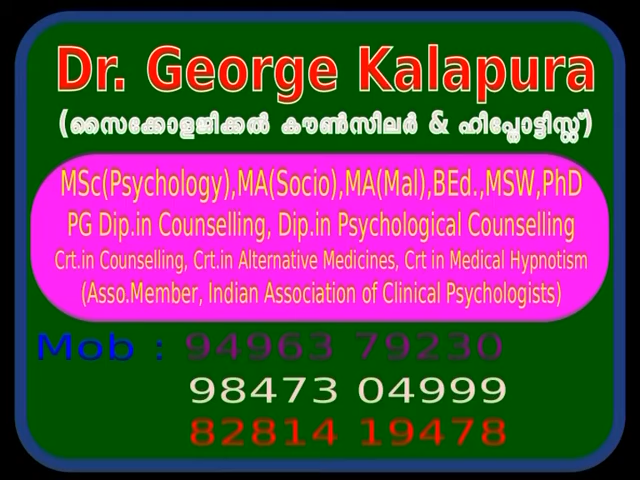 Dr. George Kalapura
(സൈക്കോളജിക്കൽ കൗൺസിലർ & ഹിപ്നോട്ടിസ്റ്റ്)
MSc(Psychology),MA(Socio),MA(Mal),BEd.,MSW,PhD
PG Dip.in Counselling, Dip.in Psychological Counselling
Crt.in Counselling, Crt.in Alternative Medicines, Crt in Medical Hypnotism
(Asso.Member, Indian Association of Clinical Psychologists)
Mob : 94963 79230
98473 04999
82814 19478